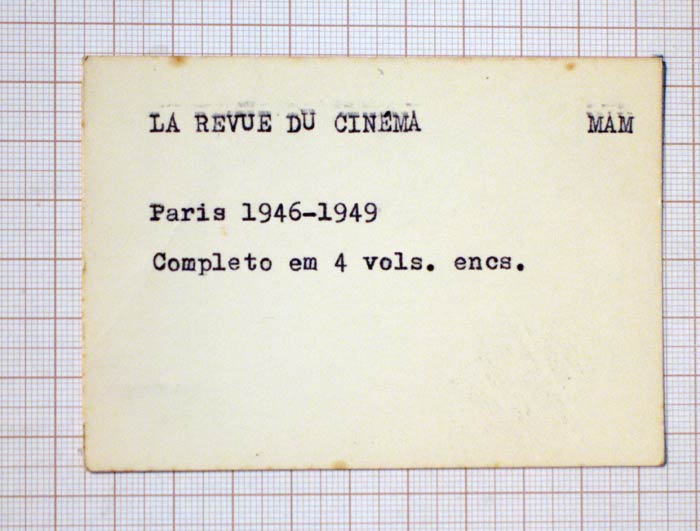 LA REVUE DU CINÉMA MAM
Paris 1946-1949
Completo em 4 vols. encs.